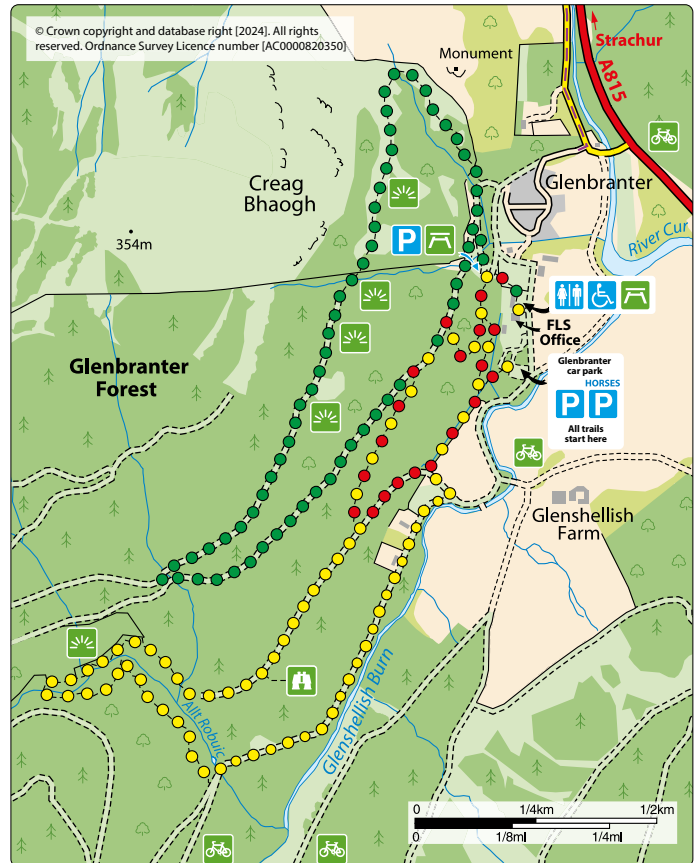 © Crown copyright and database right [2024]. All rights
reserved. Ordnance Survey Licence number [AC0000820350]
Monument
Strachur
A815
Creag
Bhaogh
Glenbranter
P
River Cur
354m
FLS
Office
Glenbranter
Forest
Glenbranter
car park
HORSES
P P
All trails
start here
Glenshellish
Farm
Allt Robuic
Glenshellish Burn
0 1/4km 1/2km
0 1/8ml 1/4ml